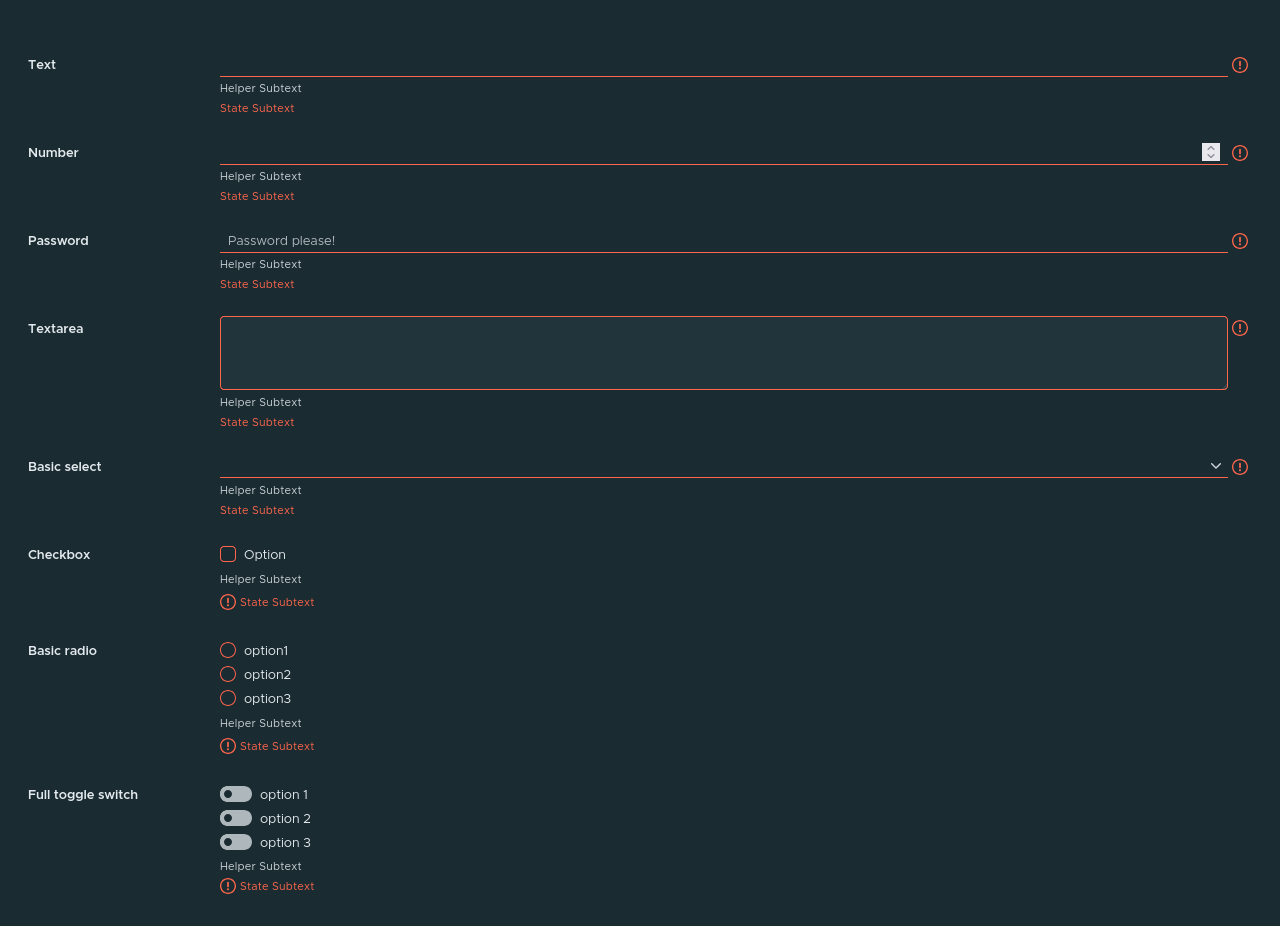 Text
Helper Subtext
State Subtext
Number
Helper Subtext
State Subtext
Password
Password please!
Helper Subtext
State Subtext
Textarea
Helper Subtext
State Subtext
Basic select
Helper Subtext
State Subtext
Checkbox
Option
Helper Subtext
State Subtext
Basic radio
option1
option2
option3
Helper Subtext
State Subtext
Full toggle switch
option 1
option 2
option 3
Helper Subtext
State Subtext